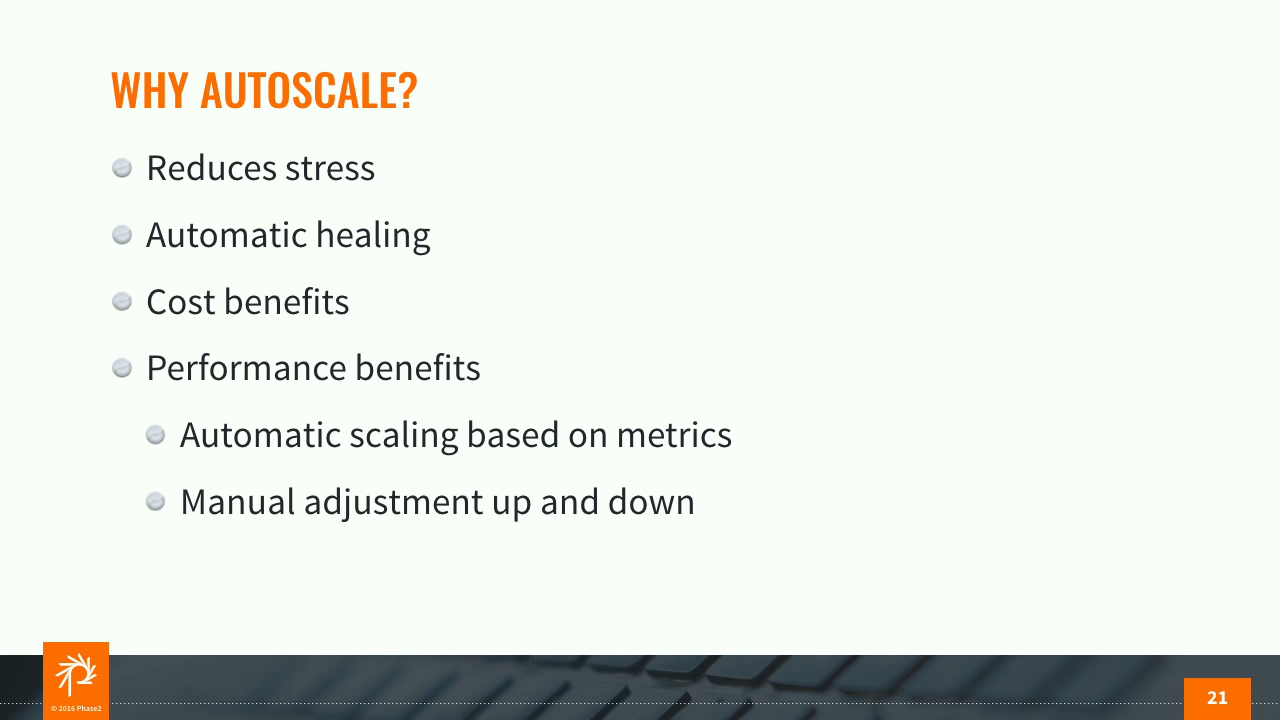 WHY AUTOSCALE?
Reduces stress
Automatic healing
Cost benefits
Performance benefits
Automatic scaling based on metrics
Manual adjustment up and down
© 2016 Phase2
21